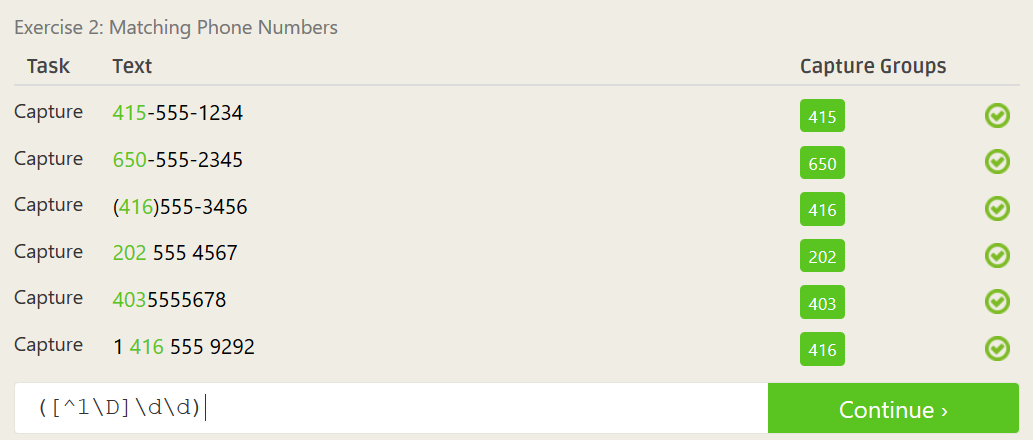 Exercise 2: Matching Phone Numbers
Task Text Capture Groups
Capture 415-555-1234 415
Capture 650-555-2345 650
Capture (416)555-3456 416
Capture 202 555 4567 202
Capture 4035555678 403
Capture 1 416 555 9292 416
([^1\D]\d\d) Continue ›